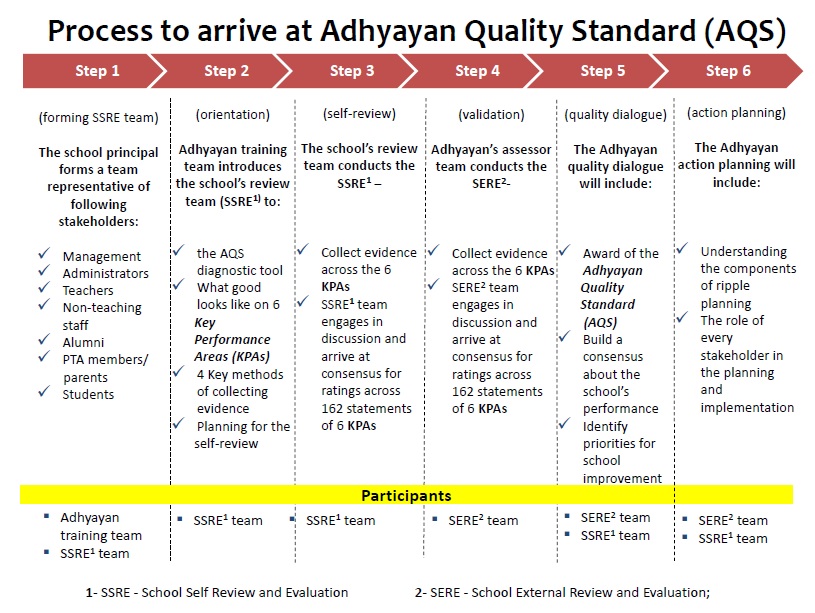 Process to arrive at Adhyayan Quality Standard (AQS)
Step 1
Step 2
Step 3
Step 4
Step 5
Step 6
(forming SSRE team)
The school principal
forms a team
representative of
following
stakeholders:
✓ Management
✓ Administrators
✓ Teachers
✓ Non-teaching
staff
✓ Alumni
✓ PTA members/
parents
✓ Students
(orientation)
Adhyayan training
team introduces
the school's review
team (SSRE¹) to:
✓ the AQS
diagnostic tool
✓ What good
looks like on 6
Key
Performance
Areas (KPAs)
✓ 4 Key methods
of collecting
evidence
✓ Planning for the
self-review
(self-review)
The school's review
team conducts the
SSRE¹ –
✓ Collect evidence
across the 6
KPAs
✓ SSRE¹ team
engages in
discussion and
arrive at
consensus for
ratings across
162 statements
of 6 KPAs
(validation)
Adhyayan's assessor
team conducts the
SERE²-
✓ Collect evidence
across the 6 KPAs
✓ SERE² team
engages in
discussion and
arrive at
consensus for
ratings across
162 statements
of 6 KPAs
(quality dialogue)
The Adhyayan
quality dialogue
will include:
✓ Award of the
Adhyayan
Quality
Standard
(AQS)
✓ Build a
consensus
about the
school's
performance
✓ Identify
priorities for
school
improvement
(action planning)
The Adhyayan
action planning will
include:
✓ Understanding
the components
of ripple
planning
✓ The role of
every
stakeholder in
the planning
and
implementation
Participants
▪ Adhyayan
training team
▪ SSRE¹ team
▪ SSRE¹ team
▪ SSRE¹ team
▪ SERE² team
▪ SERE² team
▪ SSRE¹ team
▪ SERE² team
▪ SSRE¹ team
1- SSRE - School Self Review and Evaluation
2- SERE - School External Review and Evaluation;